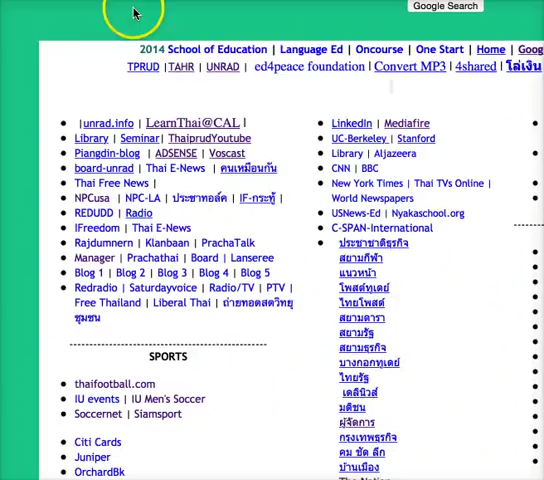 Google Search
2014 School of Education | Language Ed | Oncourse | One Start | Home | Goog
TPRUD |TAHR | UNRAD | ed4peace foundation | Convert MP3 | 4shared | โล่เงิน
|unrad.info | LearnThai@CAL |
Library | Seminar| ThaiprudYoutube
Piangdin-blog | ADSENSE | Voscast
board-unrad | Thai E-News | คนเหมือนกัน
Thai Free News |
NPCusa | NPC-LA | ประชาทอล์ค | IF-กระทู้ |
REDUDD | Radio
IFreedom | Thai E-News
Rajdumnern | Klanbaan | PrachaTalk
Manager | Prachathai | Board | Lanseree
Blog 1 | Blog 2 | Blog 3 | Blog 4 | Blog 5
Redradio | Saturdayvoice | Radio/TV | PTV |
Free Thailand | Liberal Thai | ถ่ายทอดสดวิทยุ
ชุมชน
SPORTS
thaifootball.com
IU events | IU Men's Soccer
Soccernet | Siamsport
Citi Cards
Juniper
OrchardBk
LinkedIn | Mediafire
UC-Berkeley | Stanford
Library | Aljazeera
CNN | BBC
New York Times | Thai TVs Online |
World Newspapers
USNews-Ed | Nyakaschool.org
C-SPAN-International
ประชาชาติธุรกิจ
สยามกีฬา
แนวหน้า
โพสต์ทูเดย์
ไทยโพสต์
สยามดารา
สยามรัฐ
สยามธุรกิจ
บางกอกทูเดย์
ไทยรัฐ
เดลินิวส์
มติชน
ผู้จัดการ
กรุงเทพธุรกิจ
คม ชัด ลึก
บ้านเมือง
The Nation